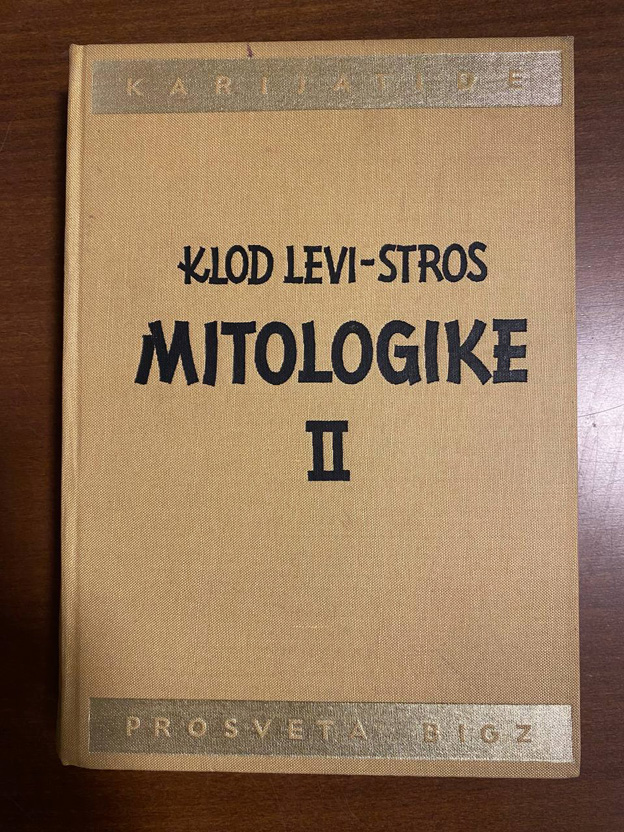 KARIJATIDE
KLOD LEVI-STROS
MITOLOGIKE
II
PROSVETA BIGZ